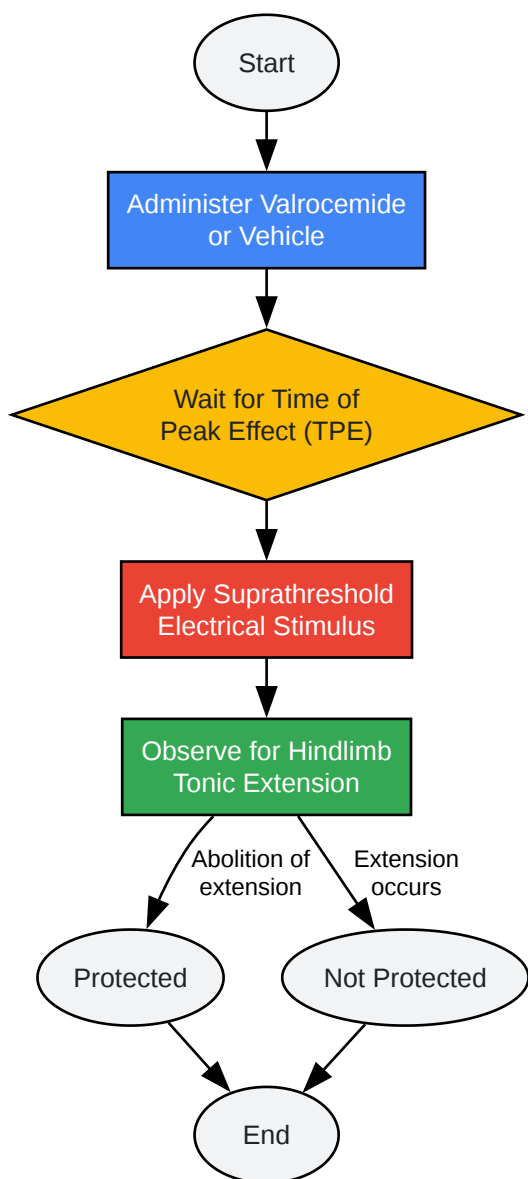 Start
Administer Valrocemide
or Vehicle
Wait for Time of
Peak Effect (TPE)
Apply Suprathreshold
Electrical Stimulus
Observe for Hindlimb
Tonic Extension
Abolition of
extension
Extension
occurs
Protected
Not Protected
End